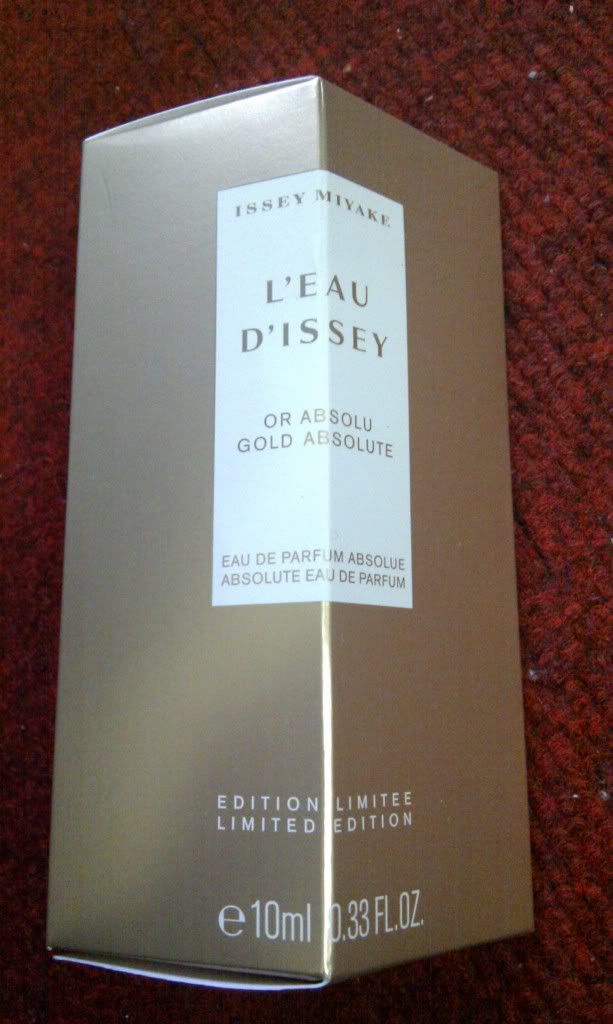 ISSEY MIYAKE
L'EAU
D'ISSEY
OR ABSOLU
GOLD ABSOLUTE
EAU DE PARFUM ABSOLUE
ABSOLUTE EAU DE PARFUM
EDITION LIMITEE
LIMITED EDITION
℮10ml 0.33 FL.OZ.